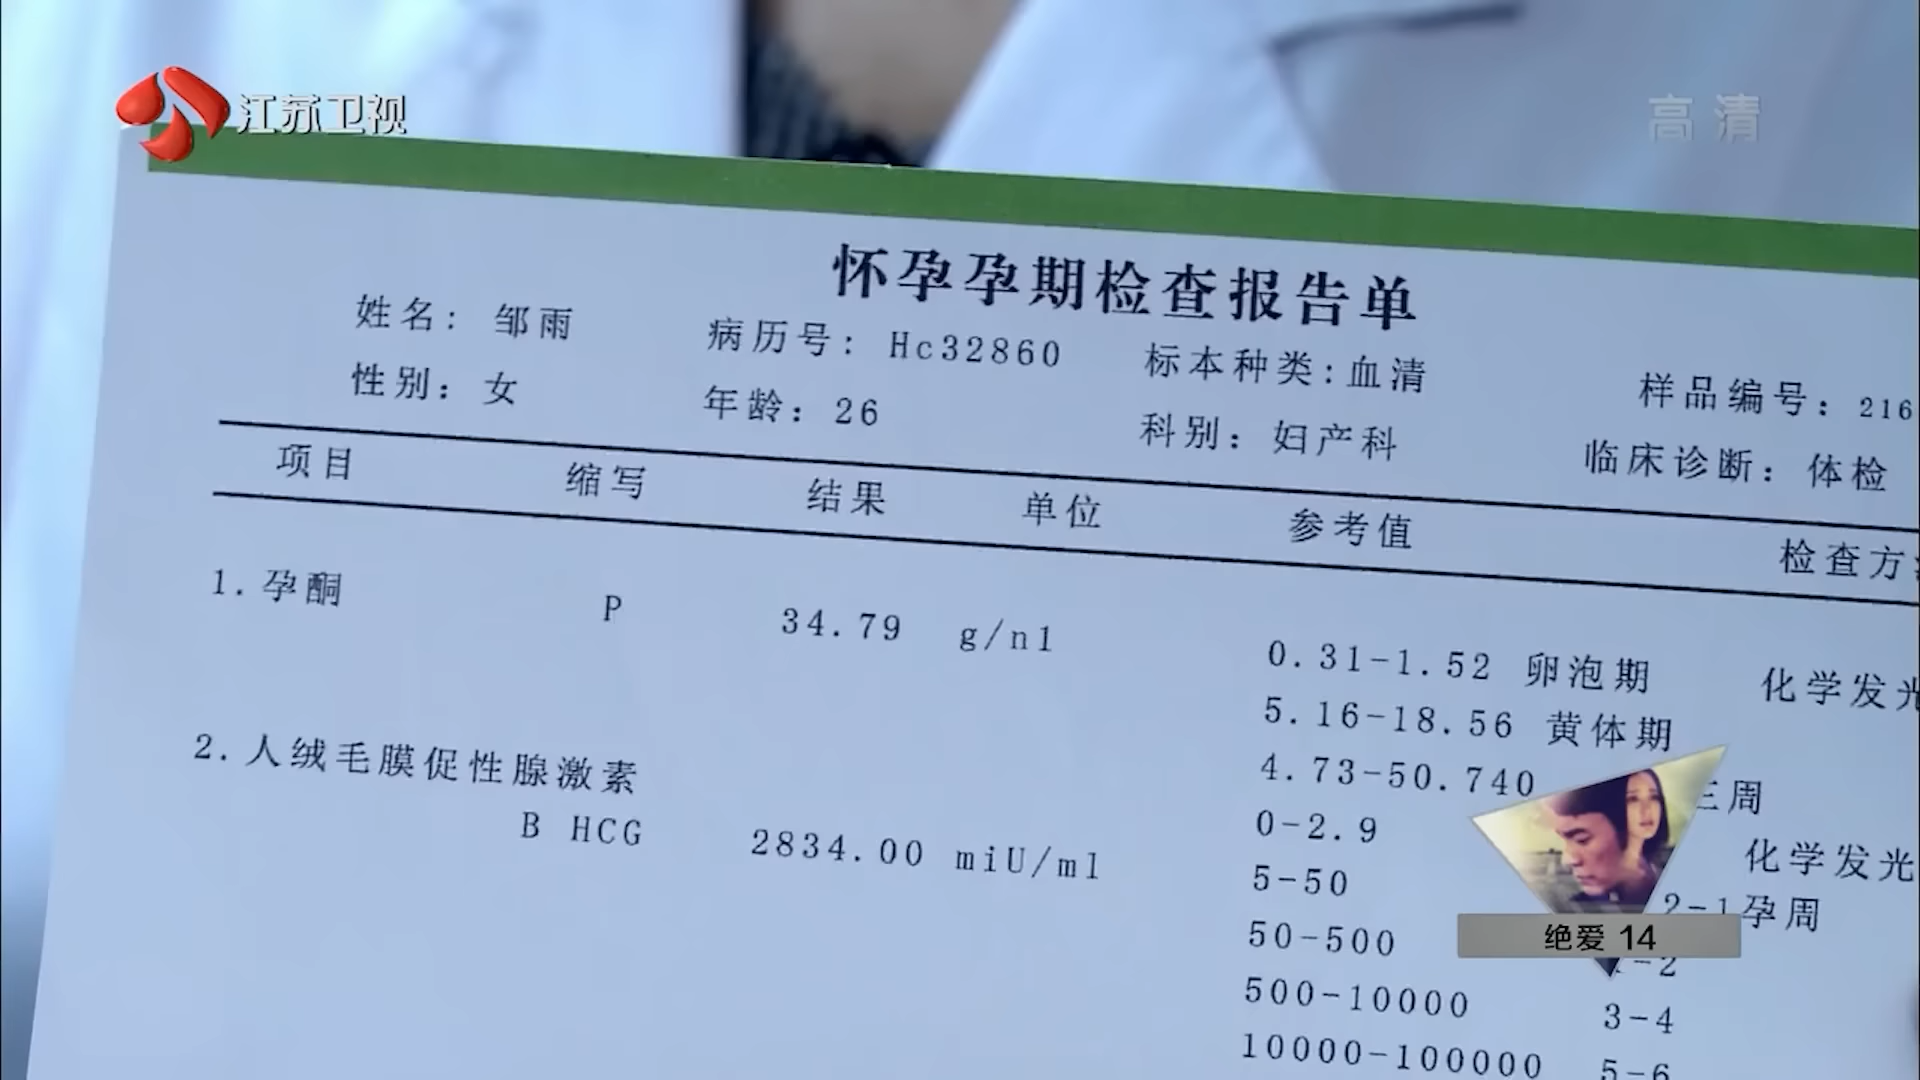 江苏卫视
高清
怀孕孕期检查报告单
姓名: 邹雨 病历号: Hc32860 标本种类:血清 样品编号: 216
性别: 女 年龄: 26 科别: 妇产科 临床诊断: 体检
项目 缩写 结果 单位 参考值 检查方
1.孕酮 P 34.79 g/n1 0.31-1.52 卵泡期 化学发光
5.16-18.56 黄体期
4.73-50.740 三周
2.人绒毛膜促性腺激素 0-2.9
B HCG 2834.00 miU/ml 5-50 化学发光
2-1孕周
50-500 -2
绝爱 14
500-10000 3-4
10000-100000 5-6